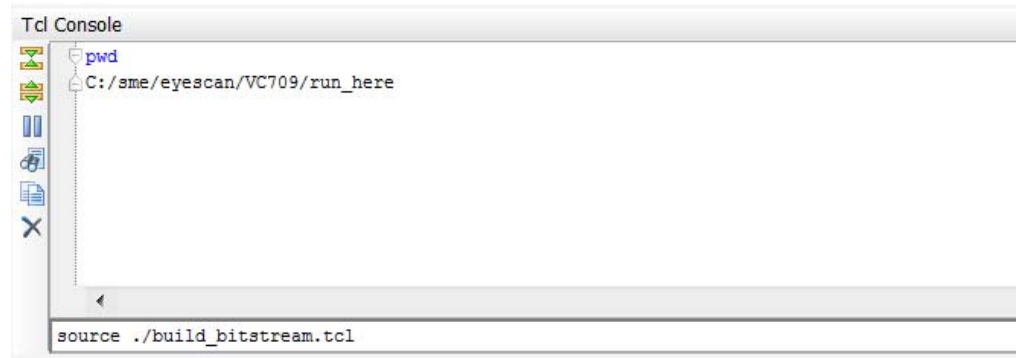 Tcl Console
pwd
C:/sme/eyescan/VC709/run_here
source ./build_bitstream.tcl